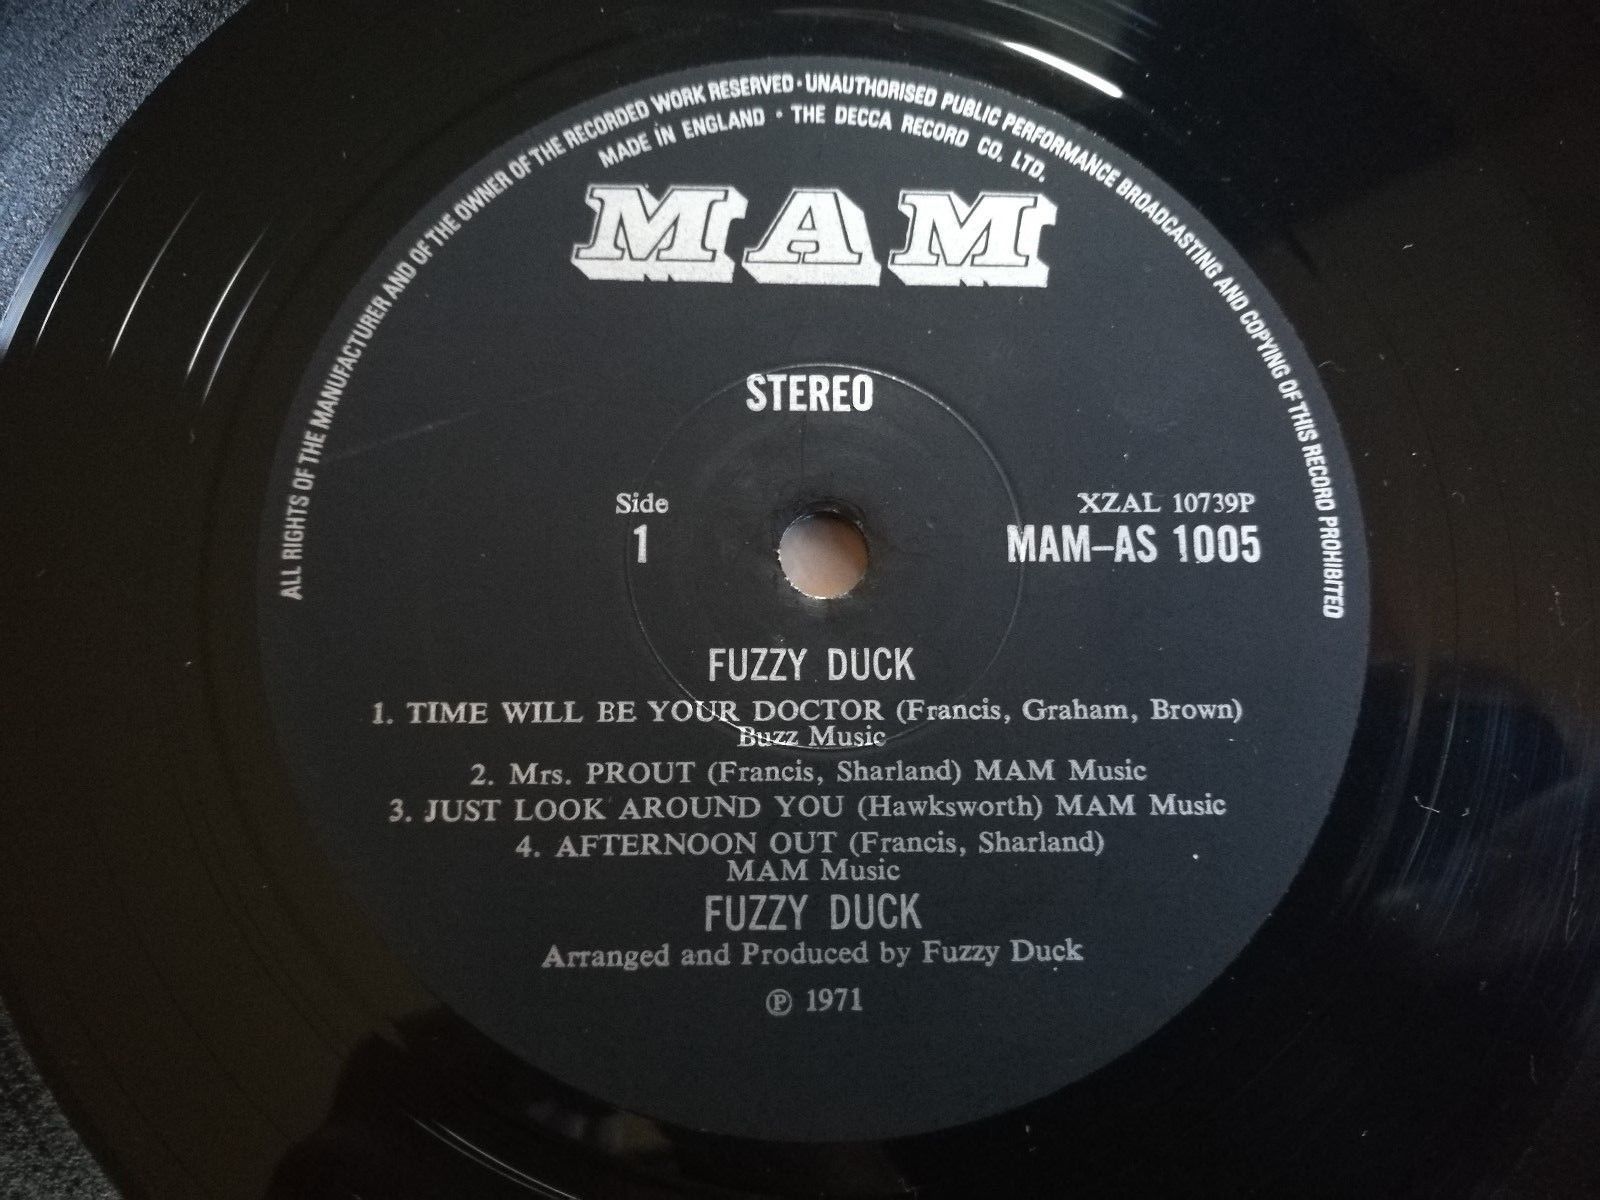 ALL RIGHTS OF THE MANUFACTURER AND OF THE OWNER OF THE RECORDED WORK RESERVED · UNAUTHORISED PUBLIC PERFORMANCE BROADCASTING AND COPYING OF THIS RECORD PROHIBITED
MADE IN ENGLAND · THE DECCA RECORD CO. LTD.
MAM
STEREO
Side
1
XZAL 10739P
MAM–AS 1005
FUZZY DUCK
1. TIME WILL BE YOUR DOCTOR (Francis, Graham, Brown)
Buzz Music
2. Mrs. PROUT (Francis, Sharland) MAM Music
3. JUST LOOK AROUND YOU (Hawksworth) MAM Music
4. AFTERNOON OUT (Francis, Sharland)
MAM Music
FUZZY DUCK
Arranged and Produced by Fuzzy Duck
℗ 1971